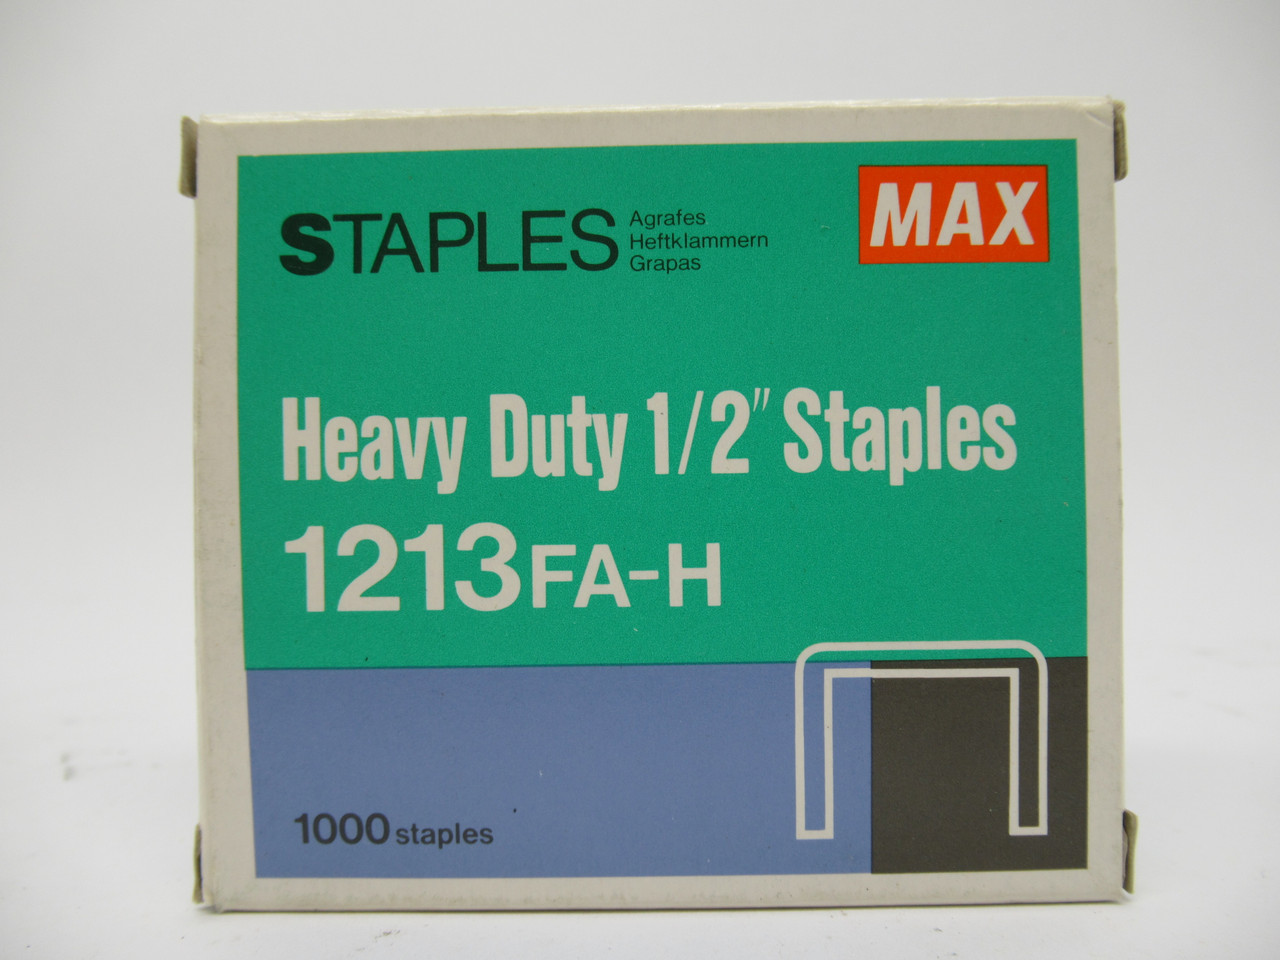 STAPLES
Agrafes
Heftklammern
Grapas
MAX
Heavy Duty 1/2" Staples
1213FA-H
1000 staples